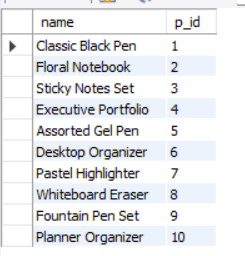 name p_id
Classic Black Pen 1
Floral Notebook 2
Sticky Notes Set 3
Executive Portfolio 4
Assorted Gel Pen 5
Desktop Organizer 6
Pastel Highlighter 7
Whiteboard Eraser 8
Fountain Pen Set 9
Planner Organizer 10